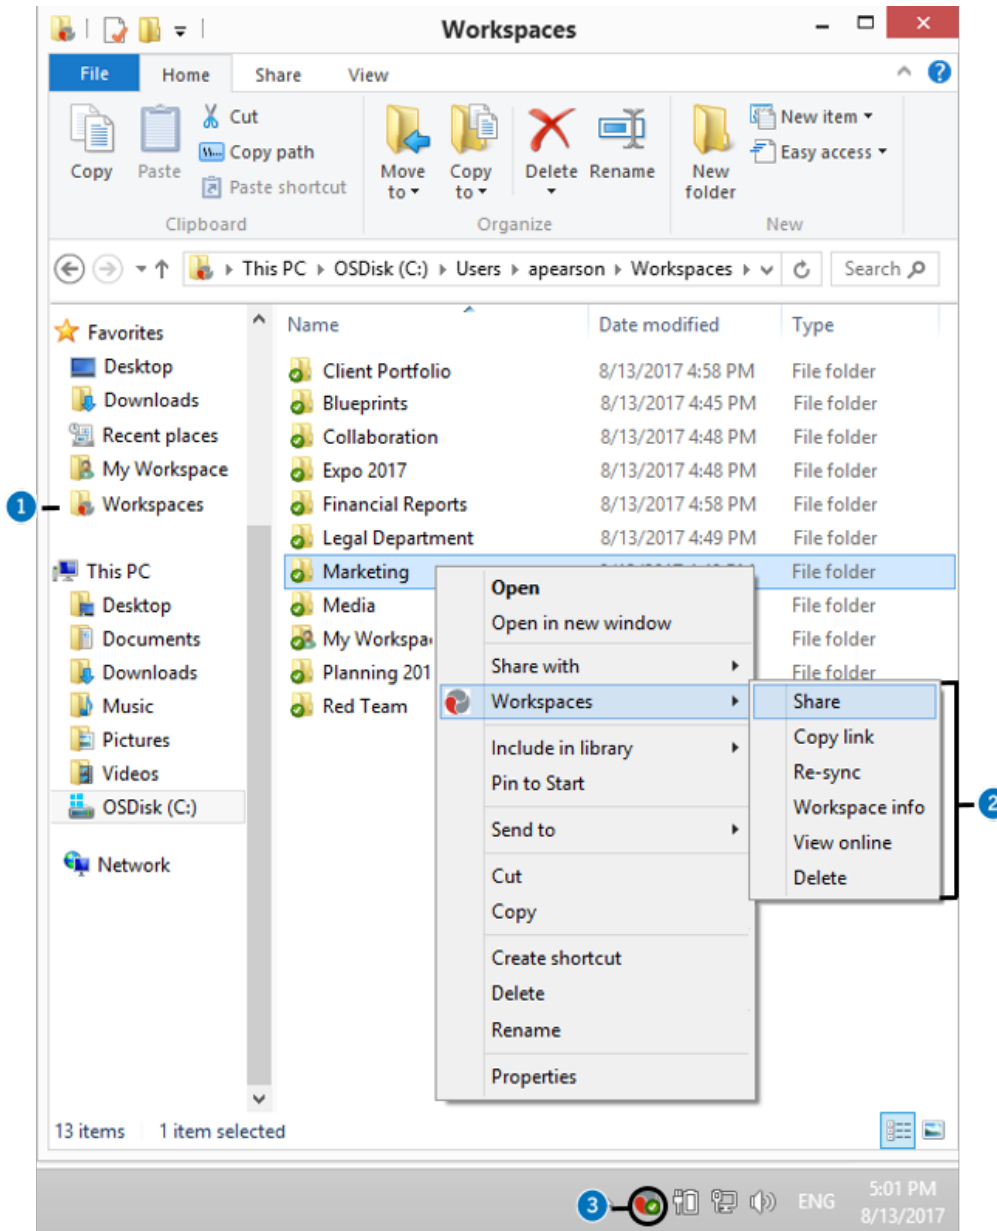 Workspaces
File Home Share View
Copy
Paste
Cut
Copy path
Paste shortcut
Move to
Copy to
Delete
Rename
New folder
New item
Easy access
Clipboard Organize New
This PC OSDisk (C:) Users apearson Workspaces Search
Favorites
Desktop
Downloads
Recent places
My Workspace
1 Workspaces
This PC
Desktop
Documents
Downloads
Music
Pictures
Videos
OSDisk (C:)
Network
Name Date modified Type
Client Portfolio 8/13/2017 4:58 PM File folder
Blueprints 8/13/2017 4:45 PM File folder
Collaboration 8/13/2017 4:48 PM File folder
Expo 2017 8/13/2017 4:48 PM File folder
Financial Reports 8/13/2017 4:58 PM File folder
Legal Department 8/13/2017 4:49 PM File folder
Marketing File folder
Media File folder
My Workspa File folder
Planning 201 File folder
Red Team
Open
Open in new window
Share with
Workspaces
Include in library
Pin to Start
Send to
Cut
Copy
Create shortcut
Delete
Rename
Properties
Share
Copy link
Re-sync
Workspace info
View online
Delete
2
13 items 1 item selected
3 ENG 5:01 PM
8/13/2017